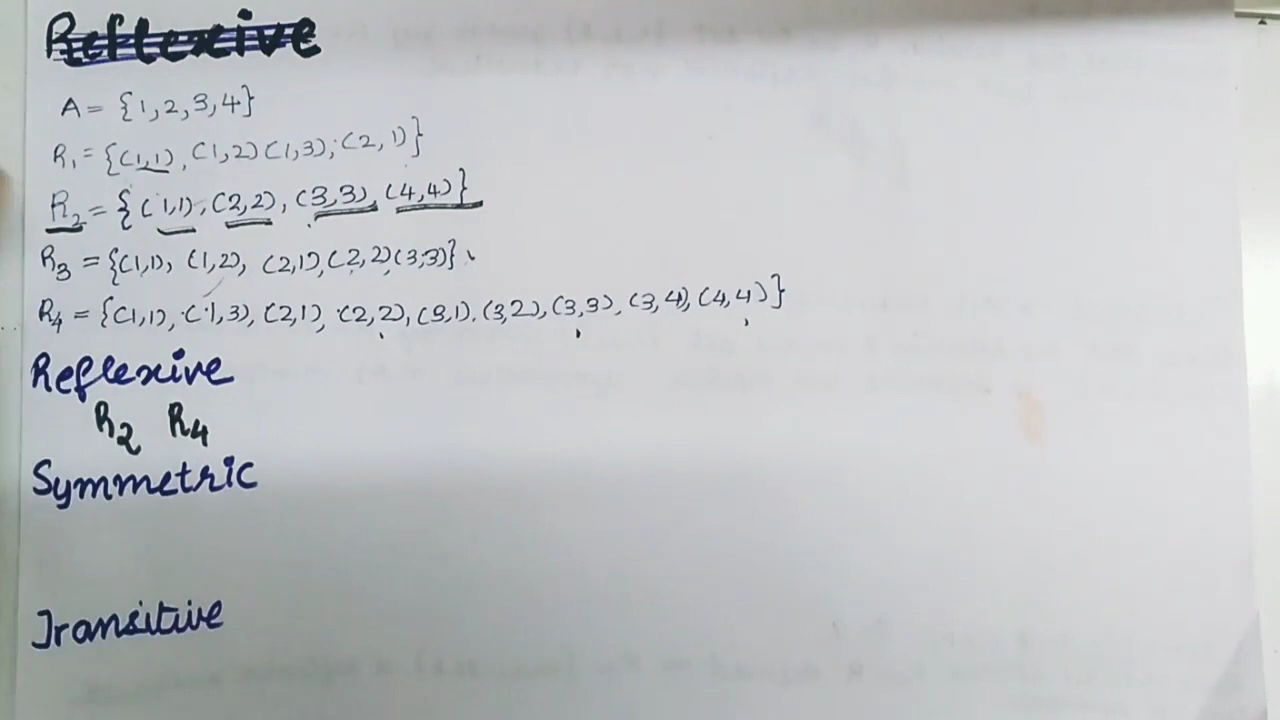 Reflexive
A = {1,2,3,4}
R₁ = {(1,1), (1,2) (1,3), (2,1)}
R₂ = {(1,1), (2,2), (3,3), (4,4)}
R₃ = {(1,1), (1,2), (2,1), (2,2) (3,3)}
R₄ = {(1,1), (1,3), (2,1), (2,2), (3,1), (3,2), (3,3), (3,4), (4,4)}
Reflexive
R₂ R₄
Symmetric
Transitive